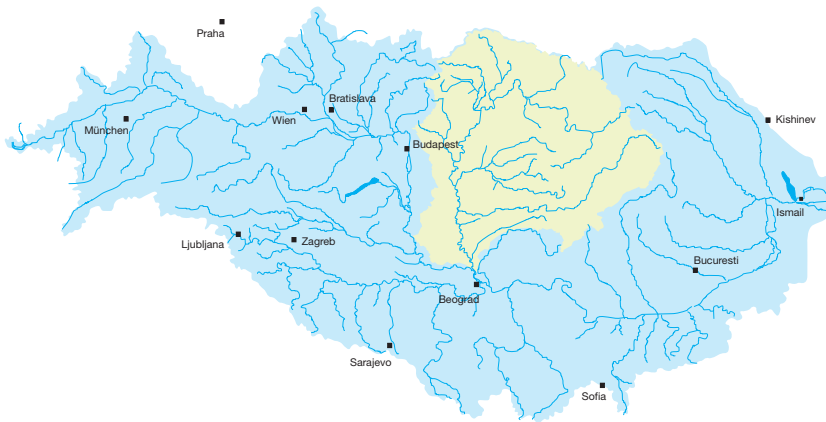 Praha
Bratislava
Wien
München
Kishinev
Budapest
Ismail
Ljubljana
Zagreb
Bucuresti
Beograd
Sarajevo
Sofia